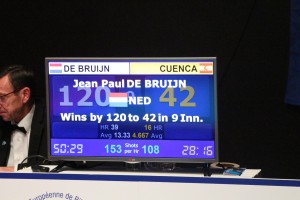 DE BRUIJN CUENCA
Jean Paul DE BRUIJN
120 NED 42
Wins by 120 to 42 in 9 Inn.
HR 39 16 HR
Avg 13.33 4.667 Avg
50:29 153 Shots per Hr 108 28:16
LG